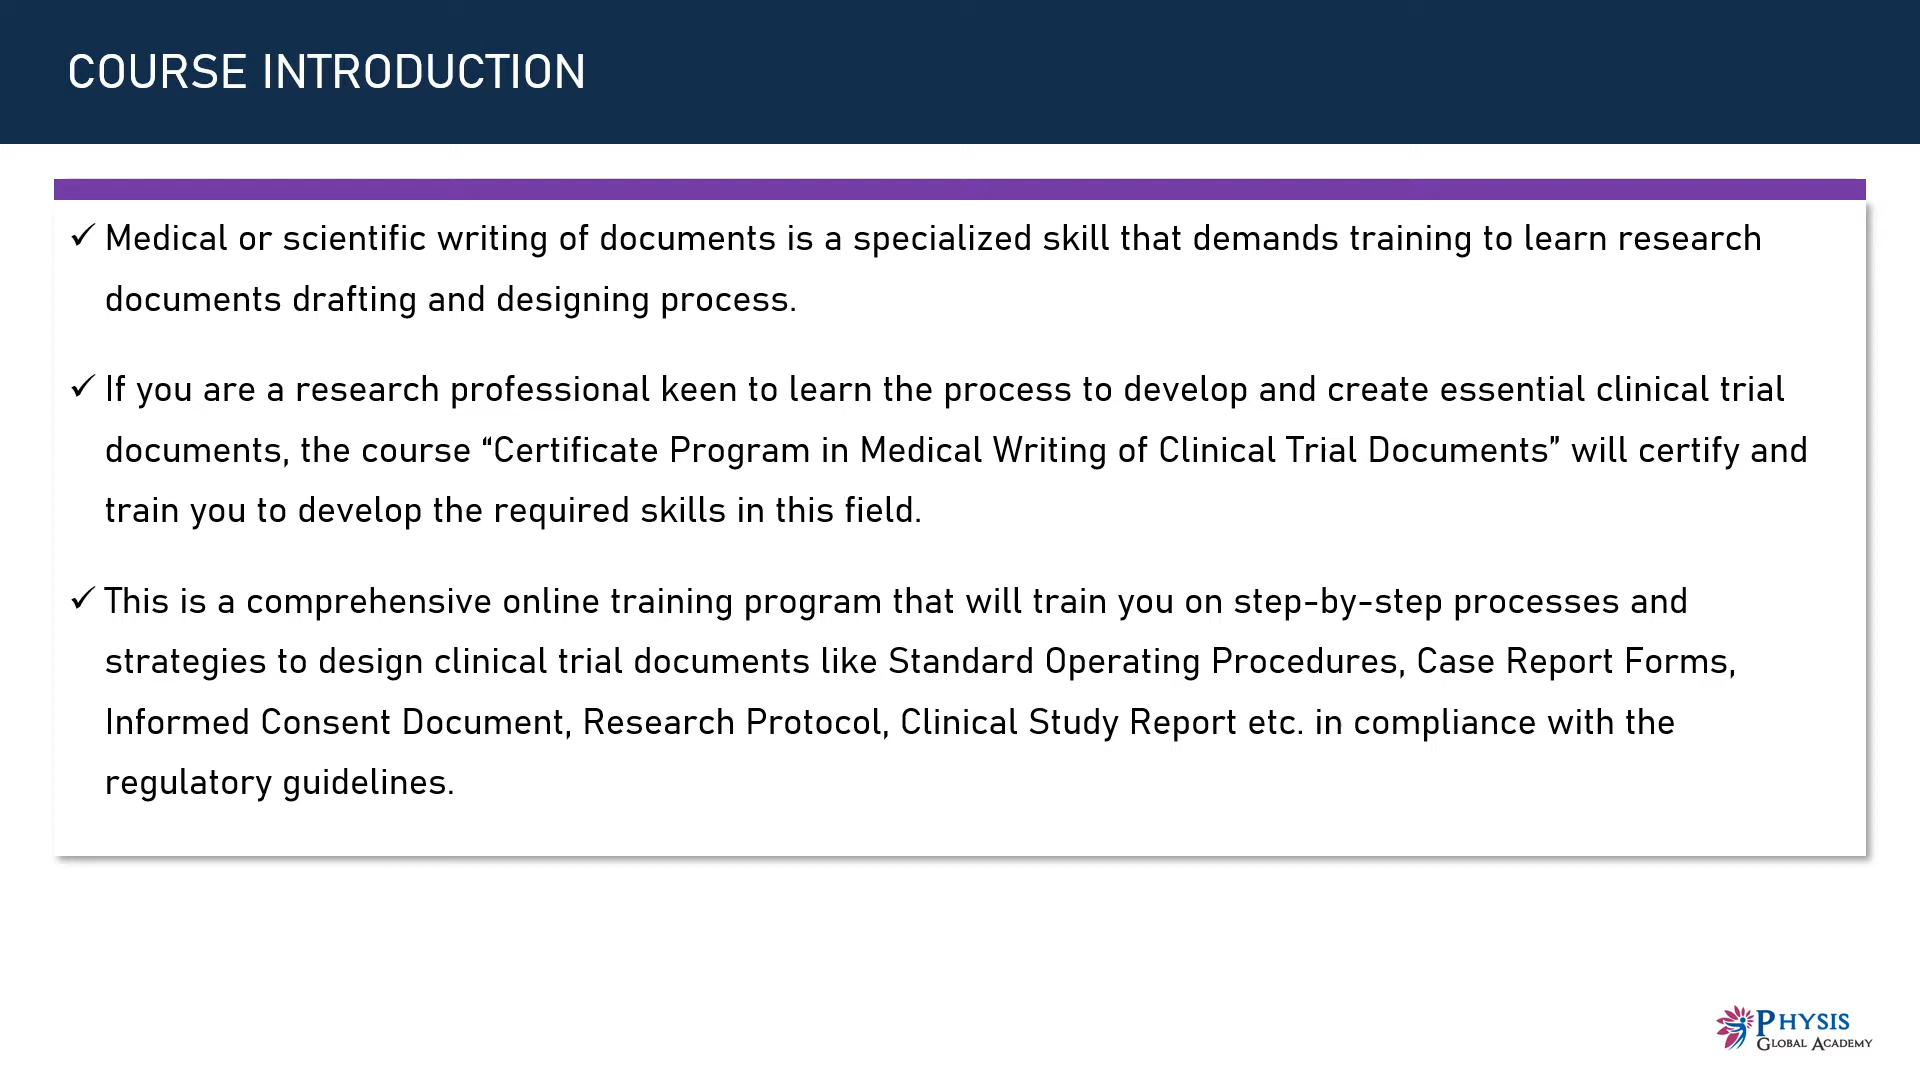 COURSE INTRODUCTION
✓ Medical or scientific writing of documents is a specialized skill that demands training to learn research
documents drafting and designing process.
✓ If you are a research professional keen to learn the process to develop and create essential clinical trial
documents, the course “Certificate Program in Medical Writing of Clinical Trial Documents” will certify and
train you to develop the required skills in this field.
✓ This is a comprehensive online training program that will train you on step-by-step processes and
strategies to design clinical trial documents like Standard Operating Procedures, Case Report Forms,
Informed Consent Document, Research Protocol, Clinical Study Report etc. in compliance with the
regulatory guidelines.
PHYSIS
GLOBAL ACADEMY